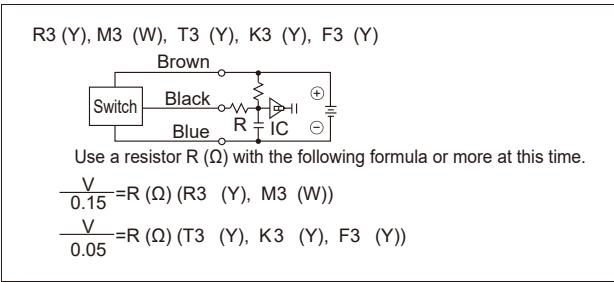 R3 (Y), M3 (W), T3 (Y), K3 (Y), F3 (Y)
Brown
Switch
Black
R
IC
Blue
⊕
⊖
Use a resistor R (Ω) with the following formula or more at this time.
V
0.15
=R (Ω) (R3 (Y), M3 (W))
V
0.05
=R (Ω) (T3 (Y), K3 (Y), F3 (Y))